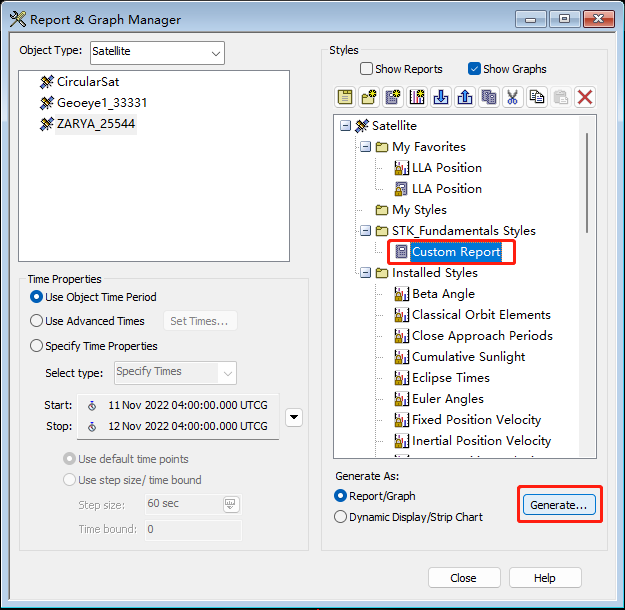 Report & Graph Manager
Object Type: Satellite
CircularSat
Geoeye1_33331
ZARYA_25544
Time Properties
Use Object Time Period
Use Advanced Times Set Times...
Specify Time Properties
Select type: Specify Times
Start: 11 Nov 2022 04:00:00.000 UTCG
Stop: 12 Nov 2022 04:00:00.000 UTCG
Use default time points
Use step size/ time bound
Step size: 60 sec
Time bound: 0
Styles
Show Reports Show Graphs
Satellite
My Favorites
LLA Position
LLA Position
My Styles
STK_Fundamentals Styles
Custom Report
Installed Styles
Beta Angle
Classical Orbit Elements
Close Approach Periods
Cumulative Sunlight
Eclipse Times
Euler Angles
Fixed Position Velocity
Inertial Position Velocity
Generate As:
Report/Graph
Dynamic Display/Strip Chart
Generate...
Close Help